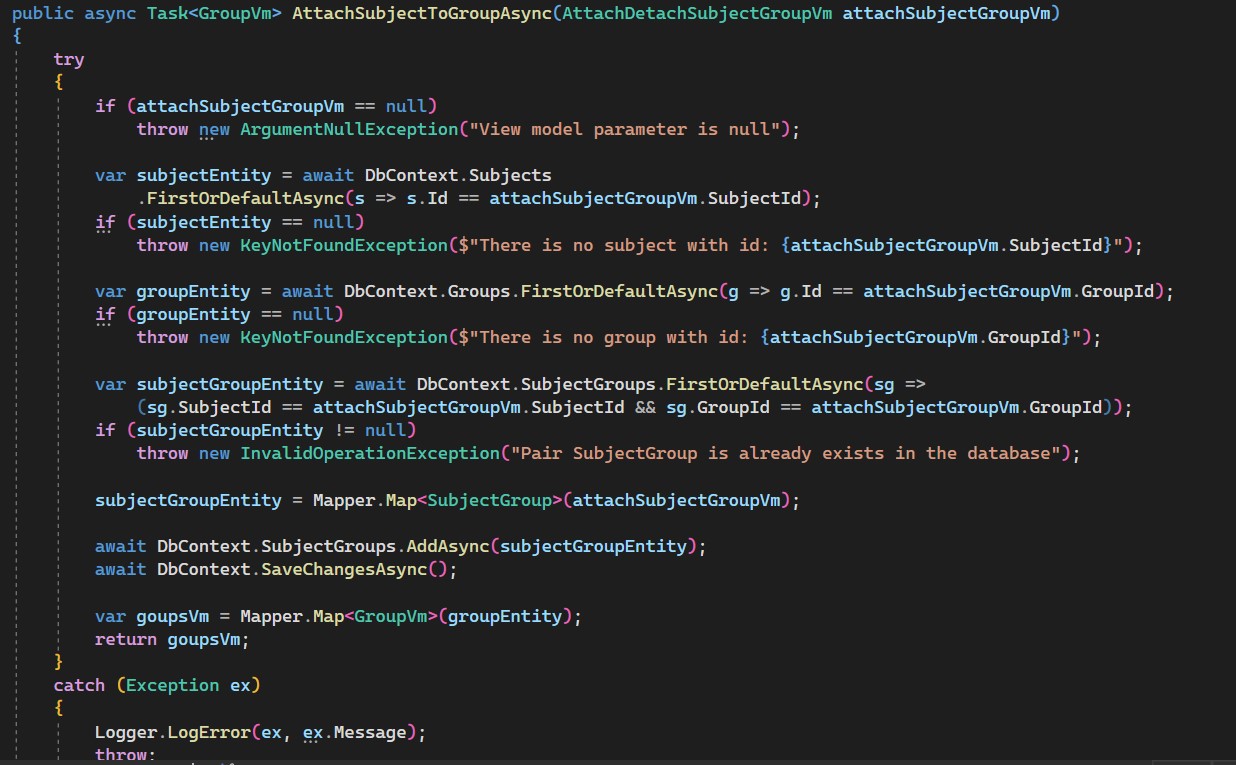 public async Task<GroupVm> AttachSubjectToGroupAsync(AttachDetachSubjectGroupVm attachSubjectGroupVm)
{
try
{
if (attachSubjectGroupVm == null)
throw new ArgumentNullException("View model parameter is null");
var subjectEntity = await DbContext.Subjects
.FirstOrDefaultAsync(s => s.Id == attachSubjectGroupVm.SubjectId);
if (subjectEntity == null)
throw new KeyNotFoundException($"There is no subject with id: {attachSubjectGroupVm.SubjectId}");
var groupEntity = await DbContext.Groups.FirstOrDefaultAsync(g => g.Id == attachSubjectGroupVm.GroupId);
if (groupEntity == null)
throw new KeyNotFoundException($"There is no group with id: {attachSubjectGroupVm.GroupId}");
var subjectGroupEntity = await DbContext.SubjectGroups.FirstOrDefaultAsync(sg =>
(sg.SubjectId == attachSubjectGroupVm.SubjectId && sg.GroupId == attachSubjectGroupVm.GroupId));
if (subjectGroupEntity != null)
throw new InvalidOperationException("Pair SubjectGroup is already exists in the database");
subjectGroupEntity = Mapper.Map<SubjectGroup>(attachSubjectGroupVm);
await DbContext.SubjectGroups.AddAsync(subjectGroupEntity);
await DbContext.SaveChangesAsync();
var goupsVm = Mapper.Map<GroupVm>(groupEntity);
return goupsVm;
}
catch (Exception ex)
{
Logger.LogError(ex, ex.Message);
throw;